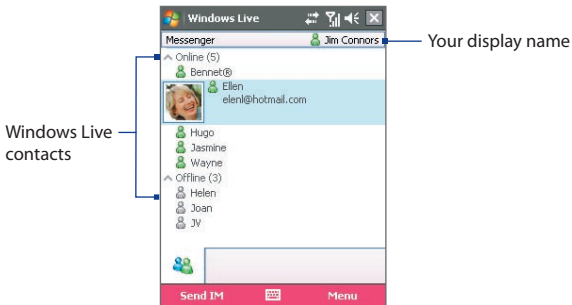 Windows Live
Messenger
Jim Connors
Your display name
Online (5)
Bennet®
Ellen
elenl@hotmail.com
Hugo
Jasmine
Wayne
Offline (3)
Helen
Joan
JV
Windows Live
contacts
Send IM
Menu